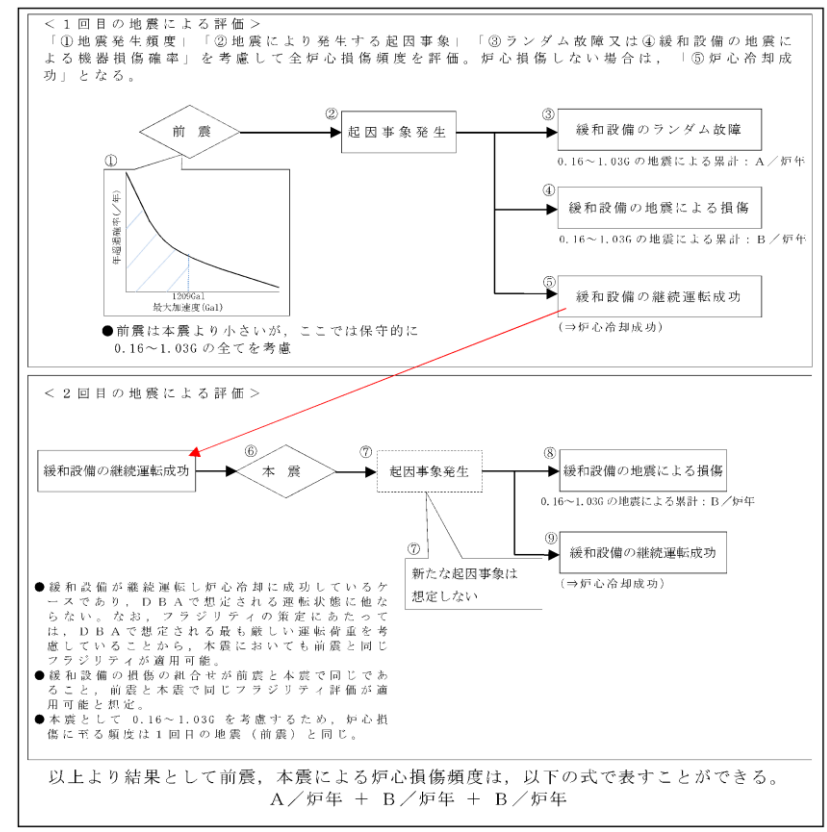 ＜１回目の地震による評価＞
「①地震発生頻度」「②地震により発生する起因事象」「③ランダム故障又は④緩和設備の地震に
よる機器損傷確率」を考慮して全炉心損傷頻度を評価。炉心損傷しない場合は，「⑤炉心冷却成
功」となる。
前震
②
起因事象発生
③
緩和設備のランダム故障
0.16～1.03Gの地震による累計：Ａ／炉年
①
年超過確率(／年)
1209Gal
最大加速度(Gal)
④
緩和設備の地震による損傷
0.16～1.03Gの地震による累計：Ｂ／炉年
⑤
緩和設備の継続運転成功
(⇒炉心冷却成功)
●前震は本震より小さいが，ここでは保守的に
0.16～1.03Gの全てを考慮
＜２回目の地震による評価＞
緩和設備の継続運転成功
⑥
本震
⑦
起因事象発生
⑧
緩和設備の地震による損傷
0.16～1.03Gの地震による累計：Ｂ／炉年
⑨
緩和設備の継続運転成功
(⇒炉心冷却成功)
⑦
新たな起因事象は
想定しない
●緩和設備が継続運転し炉心冷却に成功しているケ
ースであり，ＤＢＡで想定される運転状態に他な
らない。なお，フラジリティの策定にあたって
は，ＤＢＡで想定される最も厳しい運転荷重を考
慮していることから，本震においても前震と同じ
フラジリティが適用可能。
●緩和設備の損傷の組合せが前震と本震で同じであ
ること，前震と本震で同じフラジリティ評価が適
用可能と想定。
●本震として 0.16～1.03G を考慮するため，炉心損
傷に至る頻度は１回目の地震（前震）と同じ。
以上より結果として前震，本震による炉心損傷頻度は，以下の式で表すことができる。
Ａ／炉年 ＋ Ｂ／炉年 ＋ Ｂ／炉年